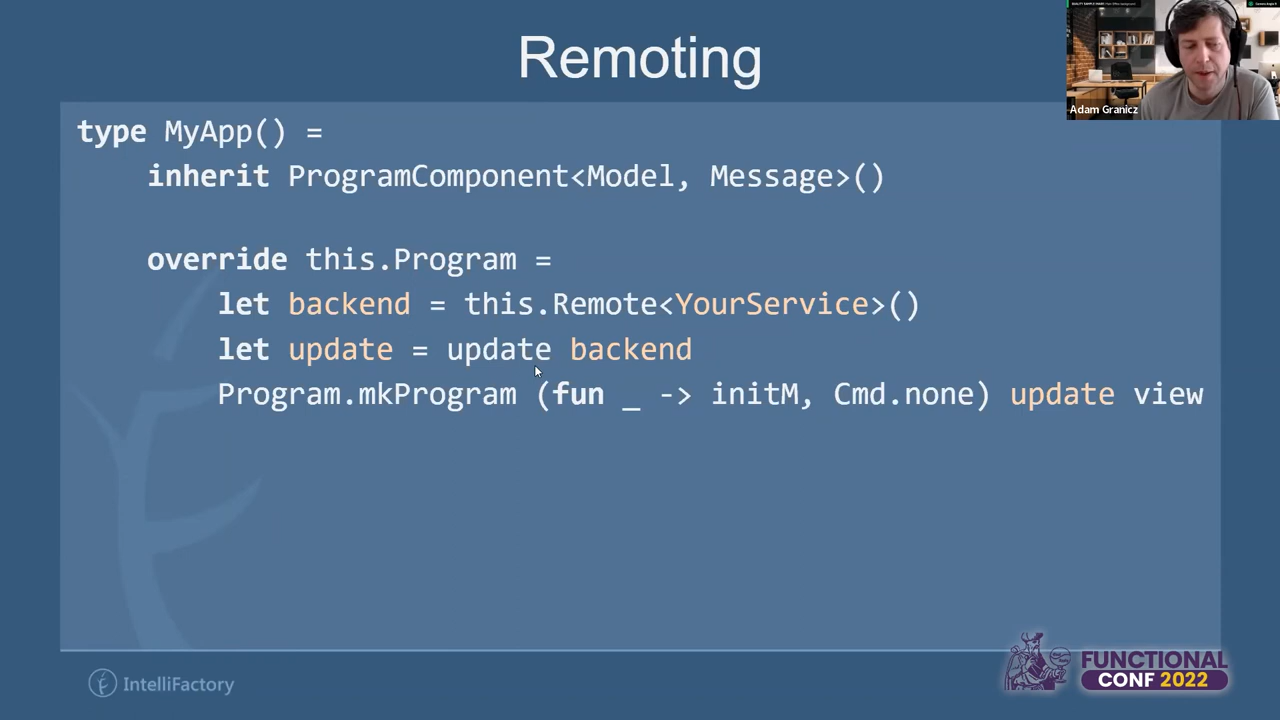 Remoting
Adam Granicz
type MyApp() =
    inherit ProgramComponent<Model, Message>()
    override this.Program =
        let backend = this.Remote<YourService>()
        let update = update backend
        Program.mkProgram (fun _ -> initM, Cmd.none) update view
IntelliFactory
FUNCTIONAL
CONF 2022